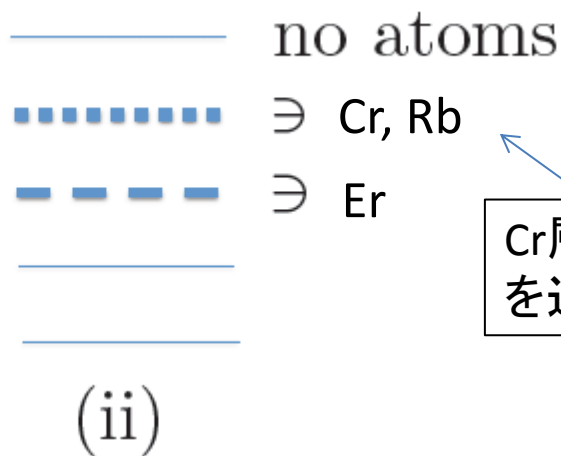 no atoms
∋ Cr, Rb
∋ Er
Cr
を
(ii)